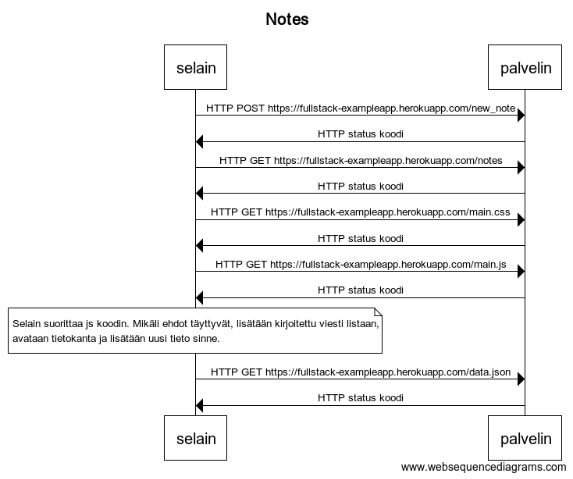 Notes
selain palvelin
HTTP POST https://fullstack-exampleapp.herokuapp.com/new_note
HTTP status koodi
HTTP GET https://fullstack-exampleapp.herokuapp.com/notes
HTTP status koodi
HTTP GET https://fullstack-exampleapp.herokuapp.com/main.css
HTTP status koodi
HTTP GET https://fullstack-exampleapp.herokuapp.com/main.js
HTTP status koodi
Selain suorittaa js koodin. Mikäli ehdot täyttyvät, lisätään kirjoitettu viesti listaan,
avataan tietokanta ja lisätään uusi tieto sinne.
HTTP GET https://fullstack-exampleapp.herokuapp.com/data.json
HTTP status koodi
selain palvelin
www.websequencediagrams.com